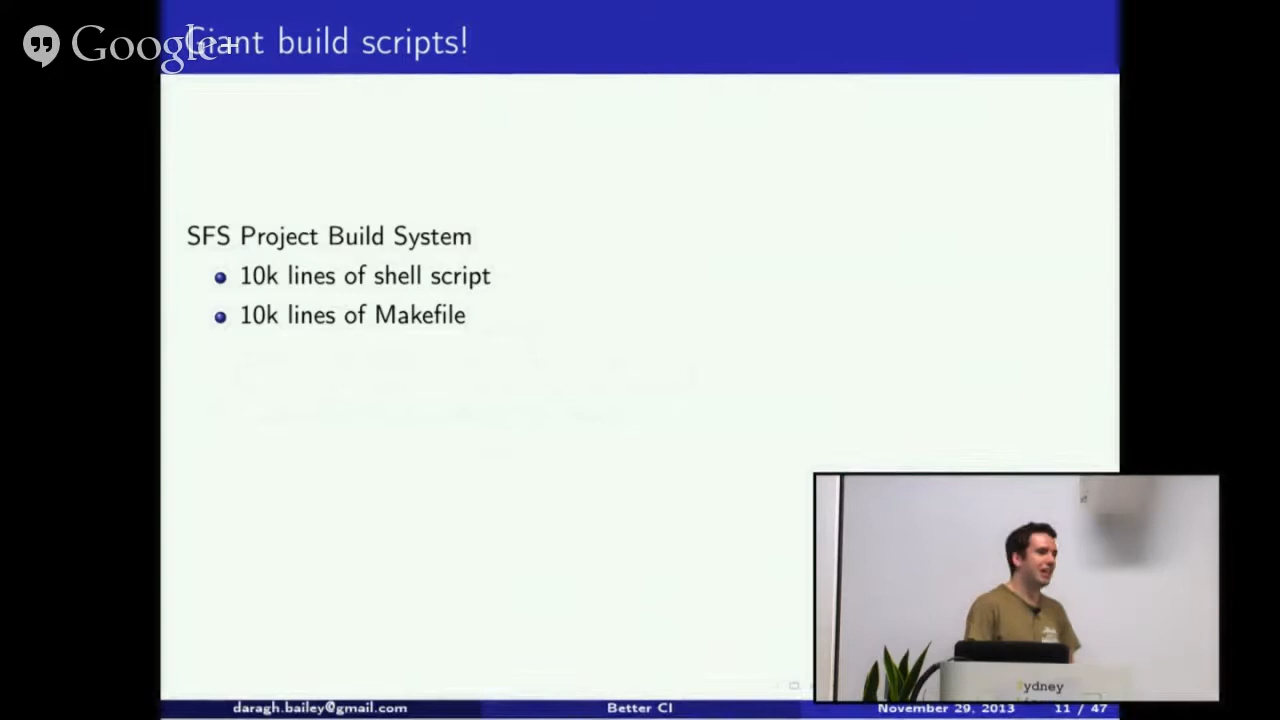 Google+
Giant build scripts!
SFS Project Build System
10k lines of shell script
10k lines of Makefile
ydney
daragh.bailey@gmail.com Better CI November 29, 2013 11 / 47